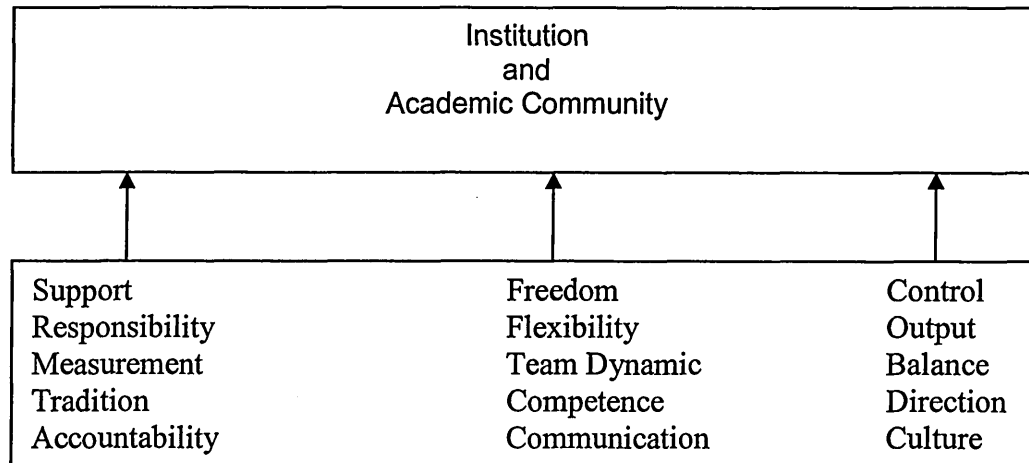 Institution
and
Academic Community
Support
Responsibility
Measurement
Tradition
Accountability
Freedom
Flexibility
Team Dynamic
Competence
Communication
Control
Output
Balance
Direction
Culture